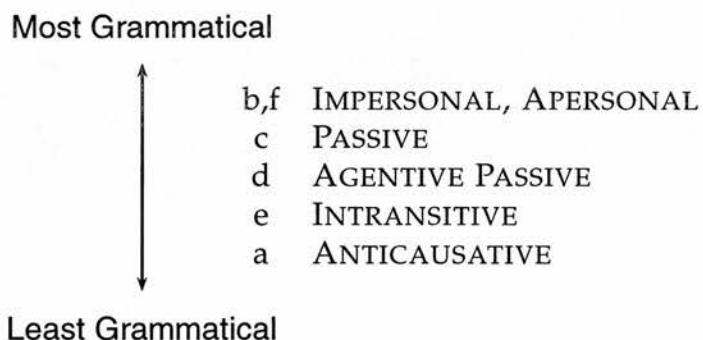 Most Grammatical
b,f IMPERSONAL, APERSONAL
c PASSIVE
d AGENTIVE PASSIVE
e INTRANSITIVE
a ANTICAUSATIVE
Least Grammatical